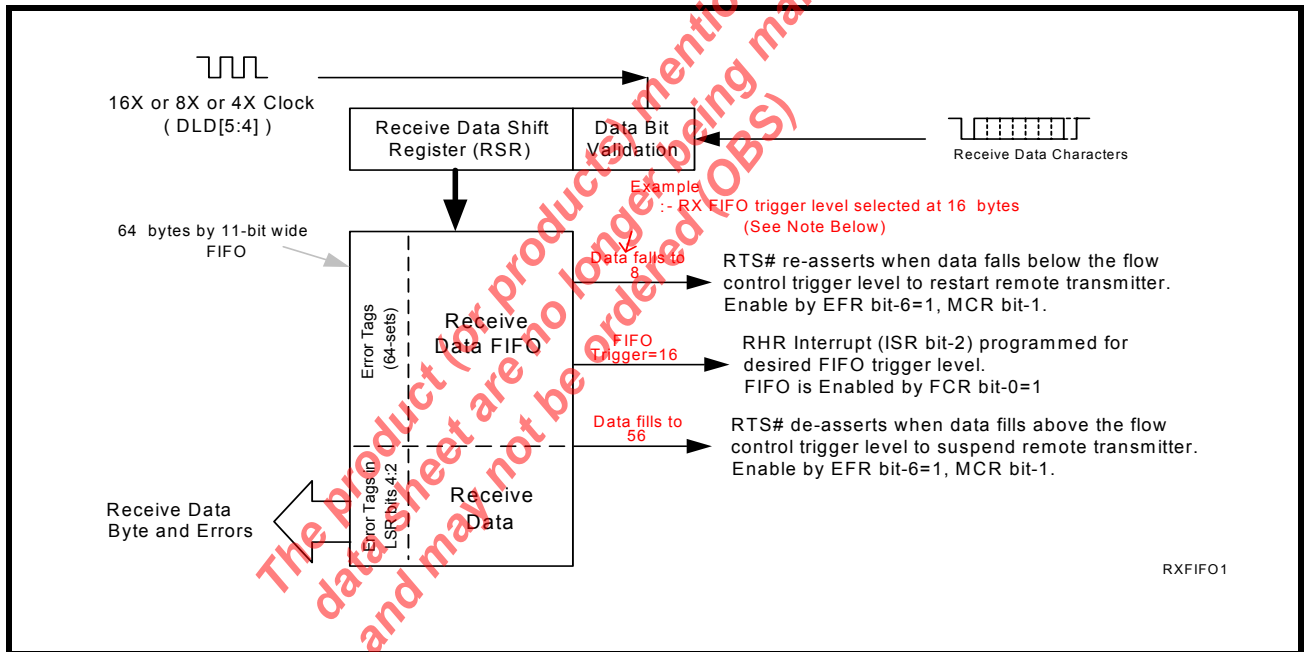 16X or 8X or 4X Clock
( DLD[5:4] )
Receive Data Shift
Register (RSR)
Data Bit
Validation
Receive Data Characters
Example
:- RX FIFO trigger level selected at 16 bytes
(See Note Below)
64 bytes by 11-bit wide
FIFO
Data falls to
8
RTS# re-asserts when data falls below the flow
control trigger level to restart remote transmitter.
Enable by EFR bit-6=1, MCR bit-1.
Error Tags
(64-sets)
Receive
Data FIFO
FIFO
Trigger=16
RHR Interrupt (ISR bit-2) programmed for
desired FIFO trigger level.
FIFO is Enabled by FCR bit-0=1
Data fills to
56
RTS# de-asserts when data fills above the flow
control trigger level to suspend remote transmitter.
Enable by EFR bit-6=1, MCR bit-1.
Error Tags in
LSR bits 4:2
Receive
Data
Receive Data
Byte and Errors
RXFIFO1
The product (or products) mentio
data sheet are no longer being ma
and may not be ordered (OBS)